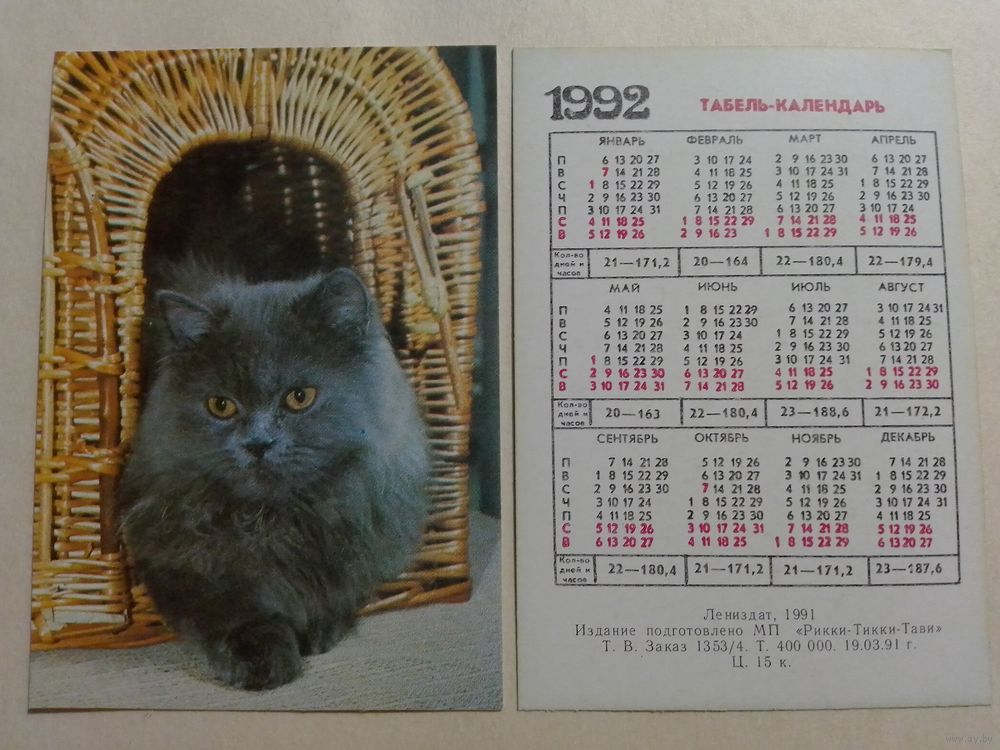 1992 ТАБЕЛЬ-КАЛЕНДАРЬ
ЯНВАРЬ ФЕВРАЛЬ МАРТ АПРЕЛЬ
П 6 13 20 27 3 10 17 24 2 9 16 23 30 6 13 20 27
В 7 14 21 28 4 11 18 25 3 10 17 24 31 7 14 21 28
С 1 8 15 22 29 5 12 19 26 4 11 18 25 1 8 15 22 29
Ч 2 9 16 23 30 6 13 20 27 5 12 19 26 2 9 16 23 30
П 3 10 17 24 31 7 14 21 28 6 13 20 27 3 10 17 24
С 4 11 18 25 1 8 15 22 29 7 14 21 28 4 11 18 25
В 5 12 19 26 2 9 16 23 1 8 15 22 29 5 12 19 26
Кол-во дней и часов 21—171,2 20—164 22—180,4 22—179,4
МАЙ ИЮНЬ ИЮЛЬ АВГУСТ
П 4 11 18 25 1 8 15 22 29 6 13 20 27 3 10 17 24 31
В 5 12 19 26 2 9 16 23 30 7 14 21 28 4 11 18 25
С 6 13 20 27 3 10 17 24 1 8 15 22 29 5 12 19 26
Ч 7 14 21 28 4 11 18 25 2 9 16 23 30 6 13 20 27
П 1 8 15 22 29 5 12 19 26 3 10 17 24 31 7 14 21 28
С 2 9 16 23 30 6 13 20 27 4 11 18 25 1 8 15 22 29
В 3 10 17 24 31 7 14 21 28 5 12 19 26 2 9 16 23 30
Кол-во дней и часов 20—163 22—180,4 23—188,6 21—172,2
СЕНТЯБРЬ ОКТЯБРЬ НОЯБРЬ ДЕКАБРЬ
П 7 14 21 28 5 12 19 26 2 9 16 23 30 7 14 21 28
В 1 8 15 22 29 6 13 20 27 3 10 17 24 1 8 15 22 29
С 2 9 16 23 30 7 14 21 28 4 11 18 25 2 9 16 23 30
Ч 3 10 17 24 1 8 15 22 29 5 12 19 26 3 10 17 24 31
П 4 11 18 25 2 9 16 23 30 6 13 20 27 4 11 18 25
С 5 12 19 26 3 10 17 24 31 7 14 21 28 5 12 19 26
В 6 13 20 27 4 11 18 25 1 8 15 22 29 6 13 20 27
Кол-во дней и часов 22—180,4 21—171,2 21—171,2 23—187,6
Лениздат, 1991
Издание подготовлено МП «Рикки-Тикки-Тави»
Т. В. Заказ 1353/4. Т. 400 000. 19.03.91 г.
Ц. 15 к.
© www.ay.by